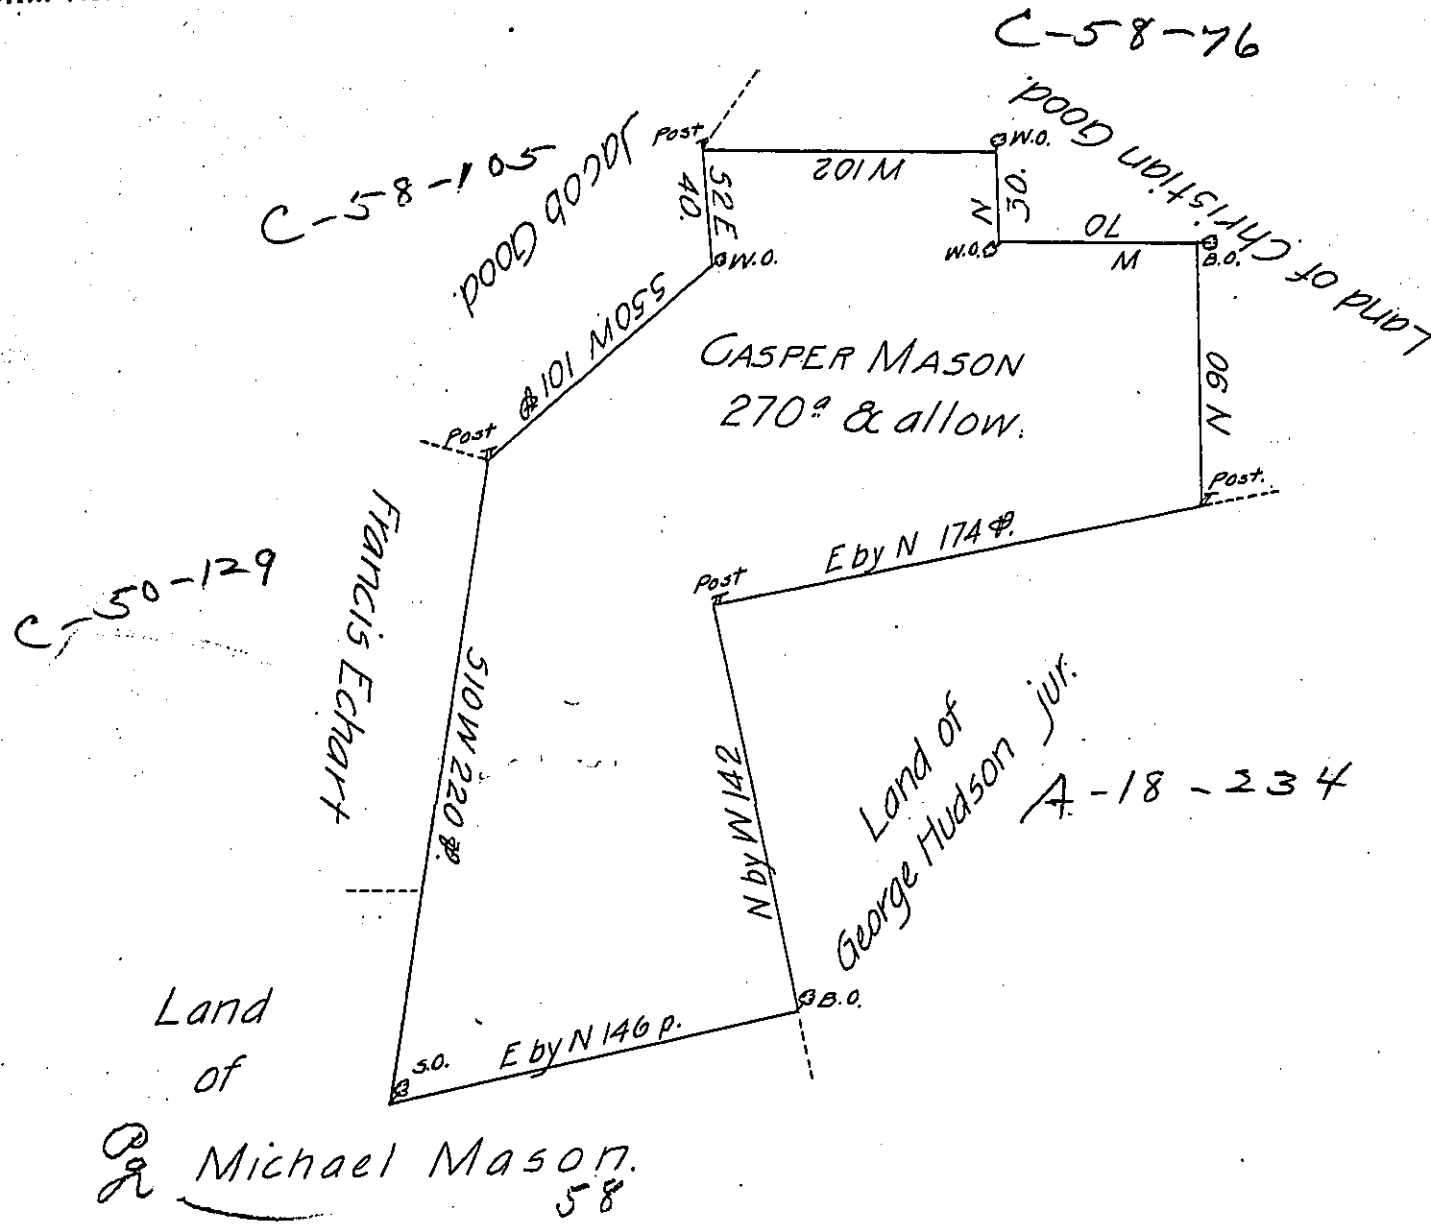 C-58-76
Land of Christian Good.
C-58-105
Jacob Good.
Post
W 102
W.O.
N
30.
W.O.
W
70
B.O.
S2E
40.
W.O.
S50W 101 P
CASPER MASON
270a & allow.
N 90
Post
Post.
E by N 174 P.
Post
C-50-129
Francis Echart
S10W 220 P.
N by W 142
Land of
George Hudson jur.
A-18-234
B.O.
S.O.
E by N 146 p.
Land
of
Michael Mason.
58